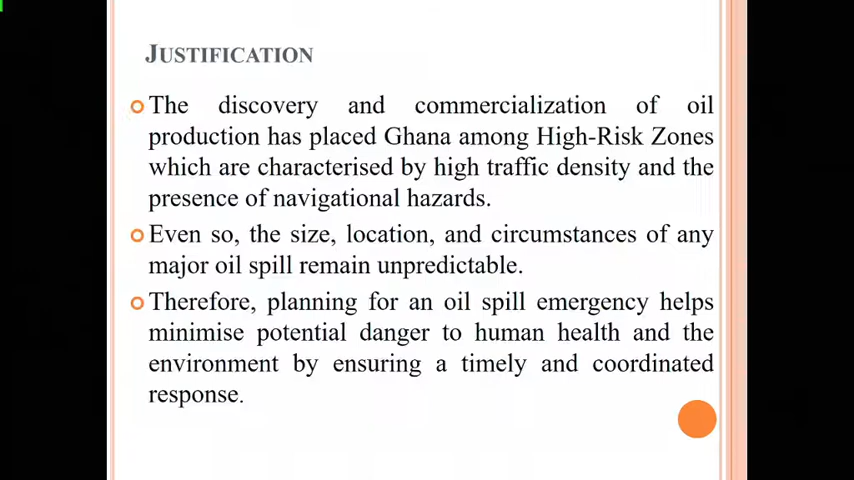 JUSTIFICATION
The discovery and commercialization of oil
production has placed Ghana among High-Risk Zones
which are characterised by high traffic density and the
presence of navigational hazards.
Even so, the size, location, and circumstances of any
major oil spill remain unpredictable.
Therefore, planning for an oil spill emergency helps
minimise potential danger to human health and the
environment by ensuring a timely and coordinated
response.